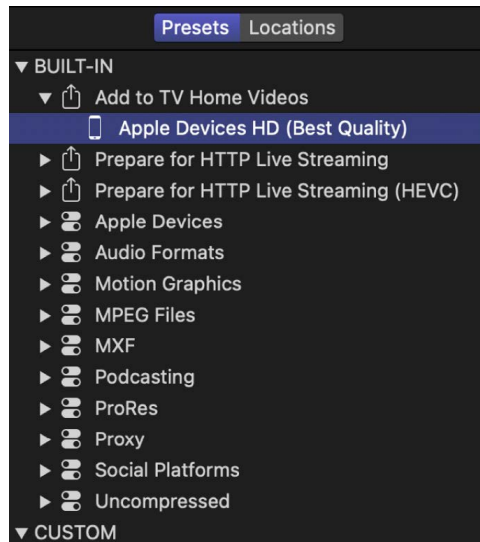 Presets Locations
BUILT-IN
Add to TV Home Videos
Apple Devices HD (Best Quality)
Prepare for HTTP Live Streaming
Prepare for HTTP Live Streaming (HEVC)
Apple Devices
Audio Formats
Motion Graphics
MPEG Files
MXF
Podcasting
ProRes
Proxy
Social Platforms
Uncompressed
CUSTOM